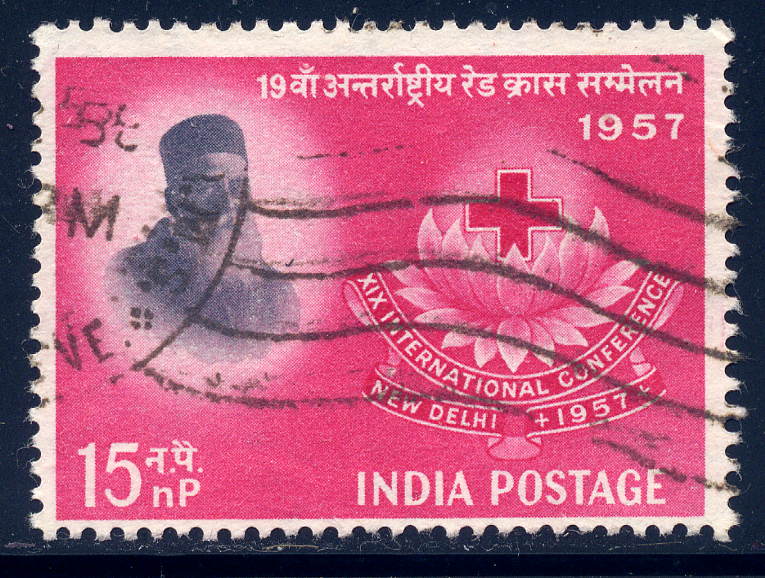 19वाँ अन्तर्राष्ट्रीय रेड क्रास सम्मेलन
1957
XIX INTERNATIONAL CONFERENCE
NEW DELHI + 1957
15 न.पै.
nP
INDIA POSTAGE